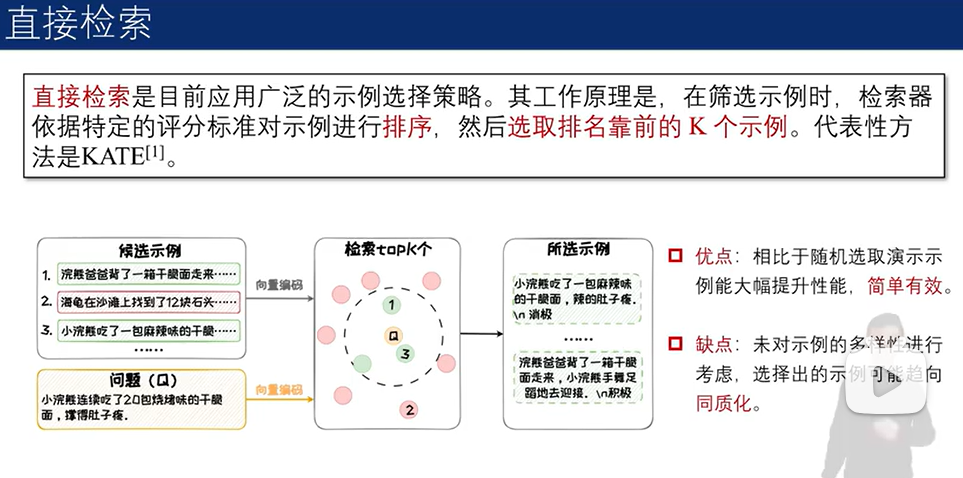 直接检索
直接检索是目前应用广泛的示例选择策略。其工作原理是，在筛选示例时，检索器
依据特定的评分标准对示例进行排序，然后选取排名靠前的 K 个示例。代表性方
法是KATE[1]。
候选示例
1. 浣熊爸爸背了一箱干脆面走来……
2. 海龟在沙滩上找到了12块石头……
3. 小浣熊吃了一包麻辣味的干脆……
……
问题（Q）
小浣熊连续吃了20包烧烤味的干脆
面，撑得肚子疼。
向量编码
向量编码
检索topK个
1
Q
3
2
所选示例
小浣熊吃了一包麻辣味
的干脆面，辣的肚子疼。
\n 消极
……
浣熊爸爸背了一箱干脆
面走来，小浣熊手舞足
蹈地去迎接。\n积极
优点：相比于随机选取演示示
例能大幅提升性能，简单有效。
缺点：未对示例的多样性进行
考虑，选择出的示例可能趋向
同质化。